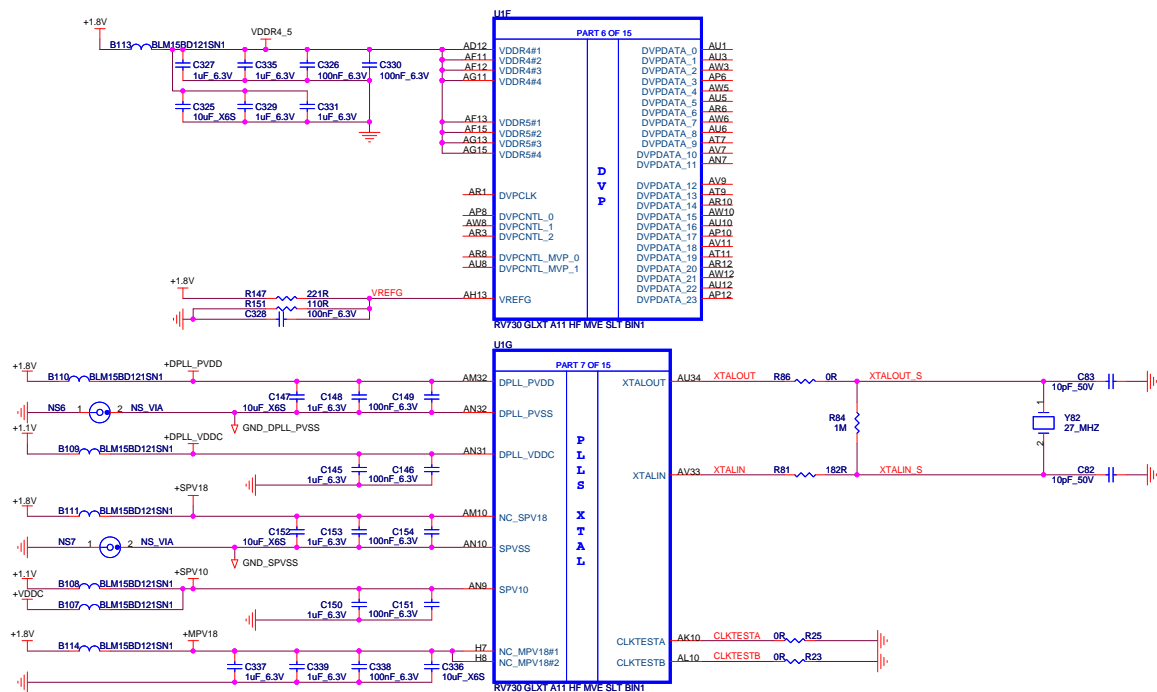 U1F
PART 6 OF 15
+1.8V
B113 BLM15BD121SN1
VDDR4_5
C327
1uF_6.3V
C335
1uF_6.3V
C326
100nF_6.3V
C330
100nF_6.3V
C325
10uF_X6S
C329
1uF_6.3V
C331
1uF_6.3V
AD12 VDDR4#1
AF11 VDDR4#2
AF12 VDDR4#3
AG11 VDDR4#4
AF13 VDDR5#1
AF15 VDDR5#2
AG13 VDDR5#3
AG15 VDDR5#4
AR1 DVPCLK
AP8 DVPCNTL_0
AW8 DVPCNTL_1
AR3 DVPCNTL_2
AR8 DVPCNTL_MVP_0
AU8 DVPCNTL_MVP_1
AH13 VREFG
DVP
DVPDATA_0 AU1
DVPDATA_1 AU3
DVPDATA_2 AW3
DVPDATA_3 AP6
DVPDATA_4 AW5
DVPDATA_5 AU5
DVPDATA_6 AR6
DVPDATA_7 AW6
DVPDATA_8 AU6
DVPDATA_9 AT7
DVPDATA_10 AV7
DVPDATA_11 AN7
DVPDATA_12 AV9
DVPDATA_13 AT9
DVPDATA_14 AR10
DVPDATA_15 AW10
DVPDATA_16 AU10
DVPDATA_17 AP10
DVPDATA_18 AV11
DVPDATA_19 AT11
DVPDATA_20 AR12
DVPDATA_21 AW12
DVPDATA_22 AU12
DVPDATA_23 AP12
+1.8V
R147 221R VREFG
R151 110R
C328 100nF_6.3V
RV730 GLXT A11 HF MVE SLT BIN1
U1G
PART 7 OF 15
+1.8V
B110 BLM15BD121SN1
+DPLL_PVDD
C147
10uF_X6S
C148
1uF_6.3V
C149
100nF_6.3V
AM32 DPLL_PVDD
NS6 1 2 NS_VIA
GND_DPLL_PVSS
AN32 DPLL_PVSS
+1.1V
B109 BLM15BD121SN1
+DPLL_VDDC
AN31 DPLL_VDDC
C145
1uF_6.3V
C146
100nF_6.3V
+1.8V
B111 BLM15BD121SN1
+SPV18
AM10 NC_SPV18
C152
10uF_X6S
C153
1uF_6.3V
C154
100nF_6.3V
NS7 1 2 NS_VIA
GND_SPVSS
AN10 SPVSS
+1.1V
B108 BLM15BD121SN1
+SPV10
+VDDC
B107 BLM15BD121SN1
AN9 SPV10
C150
1uF_6.3V
C151
100nF_6.3V
+1.8V
B114 BLM15BD121SN1
+MPV18
H7 NC_MPV18#1
H8 NC_MPV18#2
C337
1uF_6.3V
C339
1uF_6.3V
C338
100nF_6.3V
C336
10uF_X6S
PLLS XTAL
XTALOUT AU34 XTALOUT R86 0R XTALOUT_S
C83
10pF_50V
R84
1M
1
Y82
27_MHZ
2
XTALIN AV33 XTALIN R81 182R XTALIN_S
C82
10pF_50V
CLKTESTA AK10 CLKTESTA 0R R25
CLKTESTB AL10 CLKTESTB 0R R23
RV730 GLXT A11 HF MVE SLT BIN1